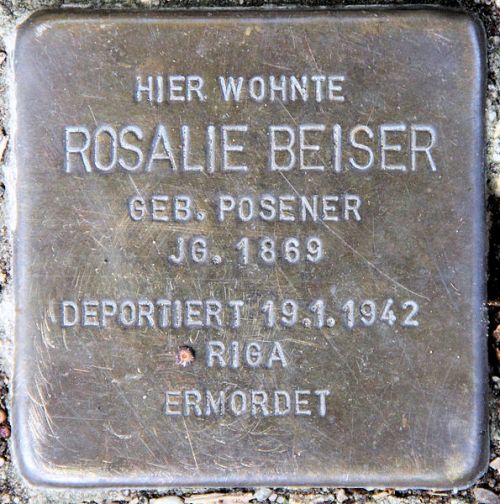 HIER WOHNTE
ROSALIE BEISER
GEB. POSENER
JG. 1869
DEPORTIERT 19.1.1942
RIGA
ERMORDET